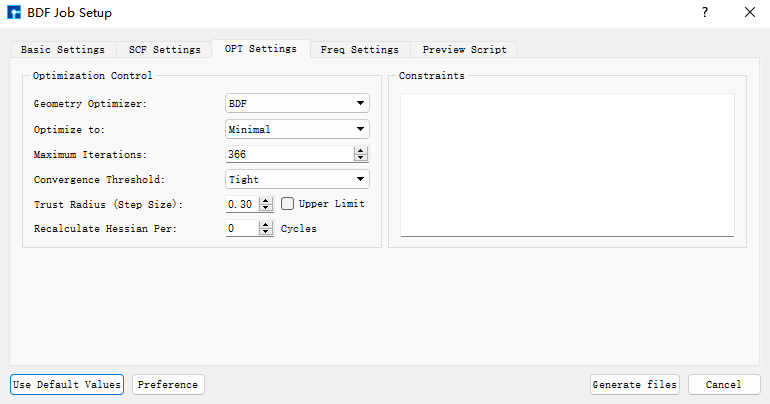 BDF Job Setup
?
Basic Settings SCF Settings OPT Settings Freq Settings Preview Script
Optimization Control
Geometry Optimizer: BDF
Optimize to: Minimal
Maximum Iterations: 366
Convergence Threshold: Tight
Trust Radius (Step Size): 0.30 Upper Limit
Recalculate Hessian Per: 0 Cycles
Constraints
Use Default Values Preference Generate files Cancel